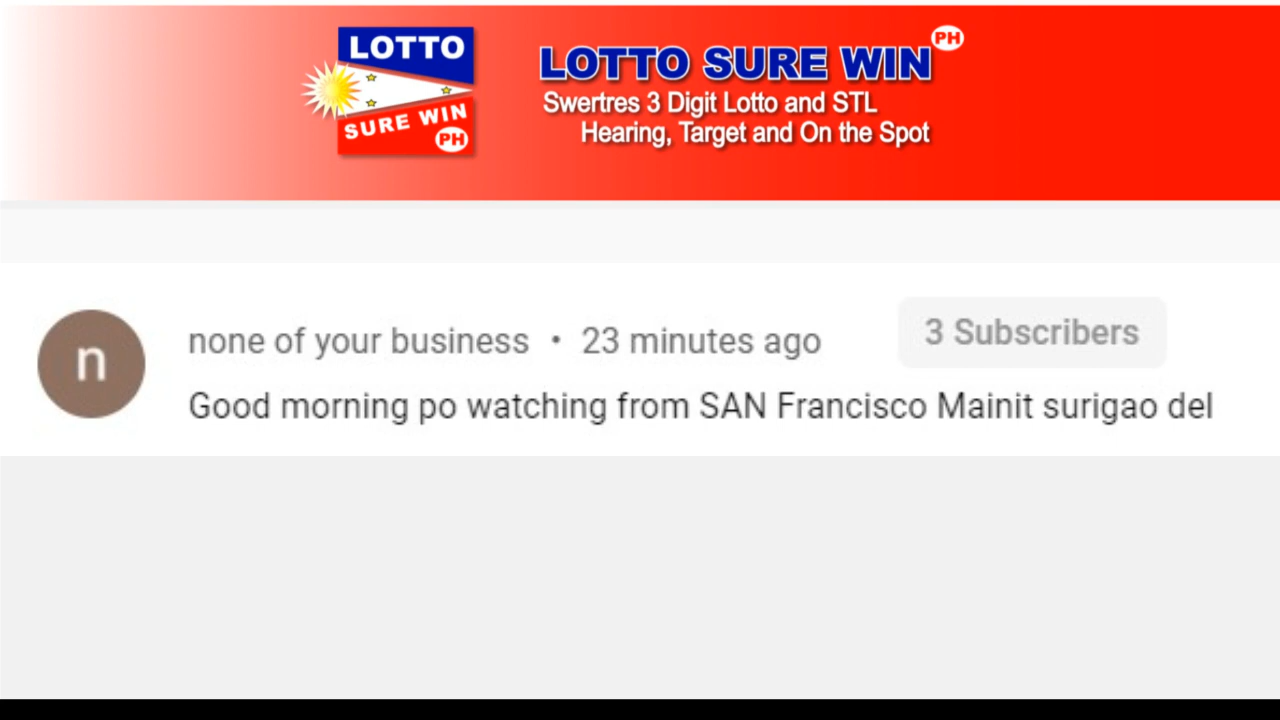 LOTTO
SURE WIN
PH
LOTTO SURE WIN PH
Swertres 3 Digit Lotto and STL
Hearing, Target and On the Spot
n
none of your business • 23 minutes ago
3 Subscribers
Good morning po watching from SAN Francisco Mainit surigao del